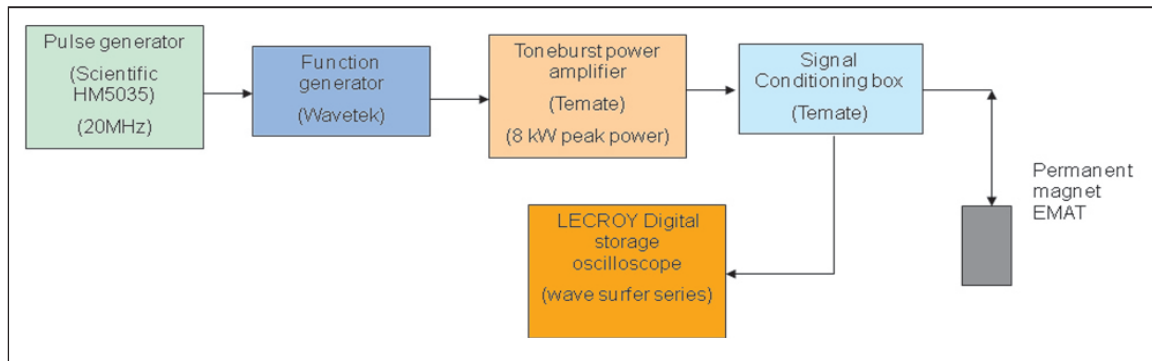 Pulse generator
(Scientific
HM5035)
(20MHz)
Function
generator
(Wavetek)
Toneburst power
amplifier
(Temate)
(8 kW peak power)
Signal
Conditioning box
(Temate)
LECROY Digital
storage
oscilloscope
(wave surfer series)
Permanent
magnet
EMAT